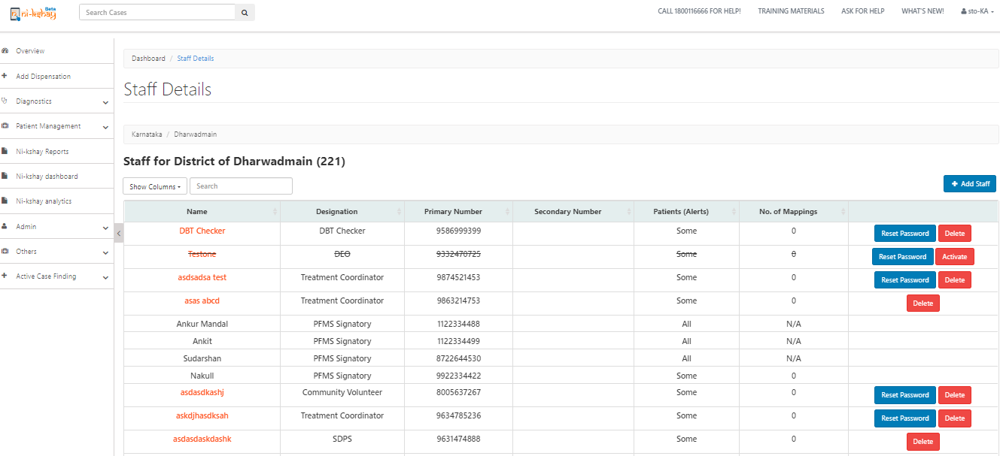 ni-kshay Beta
Search Cases
CALL 1800116666 FOR HELP! TRAINING MATERIALS ASK FOR HELP WHAT'S NEW! sto-KA
Overview
Add Dispensation
Diagnostics
Patient Management
Ni-kshay Reports
Ni-kshay dashboard
Ni-kshay analytics
Admin
Others
Active Case Finding
Dashboard / Staff Details
Staff Details
Karnataka / Dharwadmain
Staff for District of Dharwadmain (221)
Show Columns Search + Add Staff
Name Designation Primary Number Secondary Number Patients (Alerts) No. of Mappings
DBT Checker DBT Checker 9586999399 Some 0 Reset Password Delete
Testone DEO 9332470725 Some 0 Reset Password Activate
asdsadsa test Treatment Coordinator 9874521453 Some 0 Reset Password Delete
asas abcd Treatment Coordinator 9863214753 Some 0 Delete
Ankur Mandal PFMS Signatory 1122334488 All N/A
Ankit PFMS Signatory 1122334499 All N/A
Sudarshan PFMS Signatory 8722644530 All N/A
Nakull PFMS Signatory 9922334422 Some 0
asdasdkashj Community Volunteer 8005637267 Some 0 Reset Password Delete
askdjhasdksah Treatment Coordinator 9634785236 Some 0 Reset Password Delete
asdasdaskdashk SDPS 9631474888 Some 0 Delete